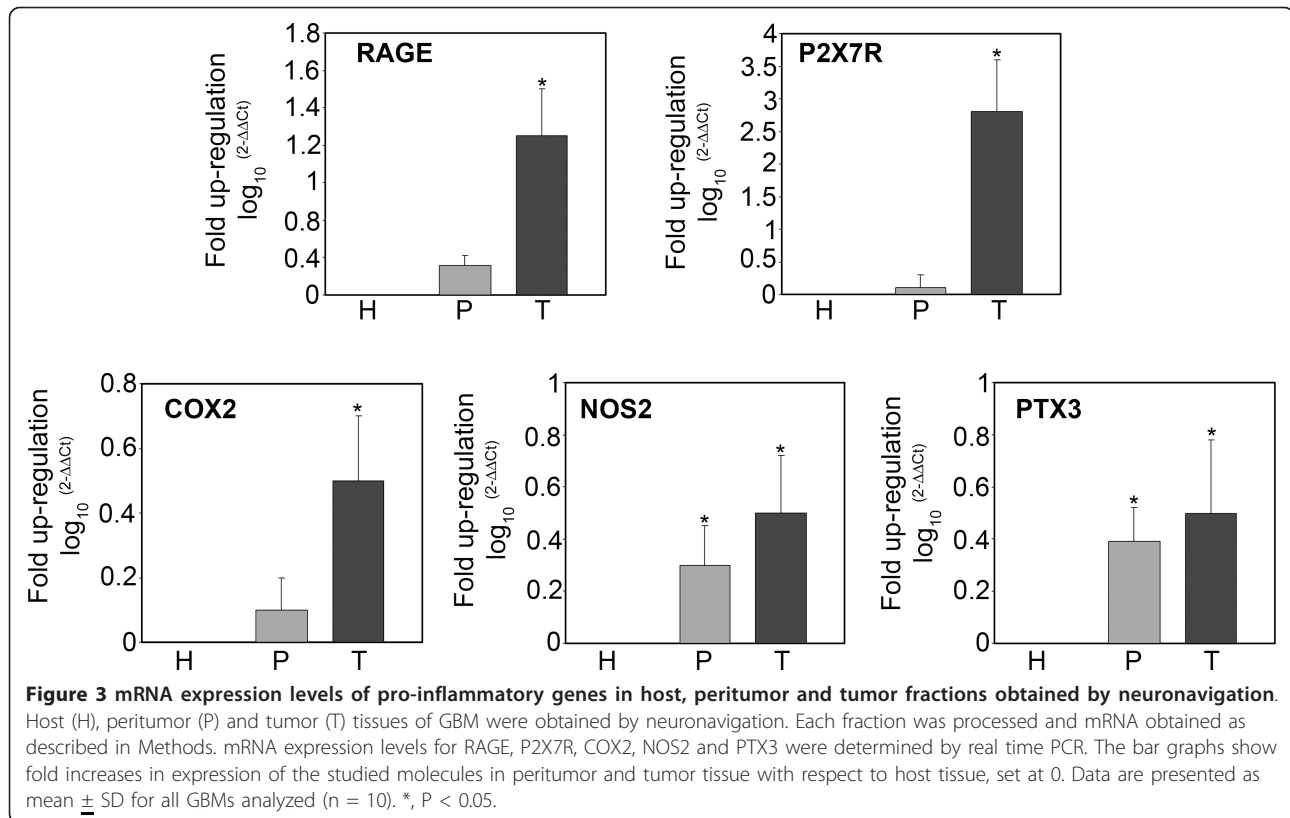 RAGE
Fold up-regulation
log10 (2-ΔΔCt)
1.8
1.6
1.4
1.2
1
0.8
0.4
0
*
H P T
P2X7R
Fold up-regulation
log10 (2-ΔΔCt)
4
3.5
3
2.5
2
1.5
1
0.5
0
*
H P T
COX2
Fold up-regulation
log10 (2-ΔΔCt)
0.8
0.6
0.4
0.2
0
*
H P T
NOS2
Fold up-regulation
log10 (2-ΔΔCt)
1
0.8
0.6
0.4
0.2
0
* *
H P T
PTX3
Fold up-regulation
log10 (2-ΔΔCt)
1
0.8
0.6
0.4
0.2
0
* *
H P T
Figure 3 mRNA expression levels of pro-inflammatory genes in host, peritumor and tumor fractions obtained by neuronavigation.
Host (H), peritumor (P) and tumor (T) tissues of GBM were obtained by neuronavigation. Each fraction was processed and mRNA obtained as
described in Methods. mRNA expression levels for RAGE, P2X7R, COX2, NOS2 and PTX3 were determined by real time PCR. The bar graphs show
fold increases in expression of the studied molecules in peritumor and tumor tissue with respect to host tissue, set at 0. Data are presented as
mean ± SD for all GBMs analyzed (n = 10). *, P < 0.05.